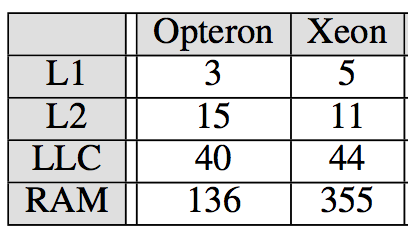 Opteron Xeon
L1 3 5
L2 15 11
LLC 40 44
RAM 136 355